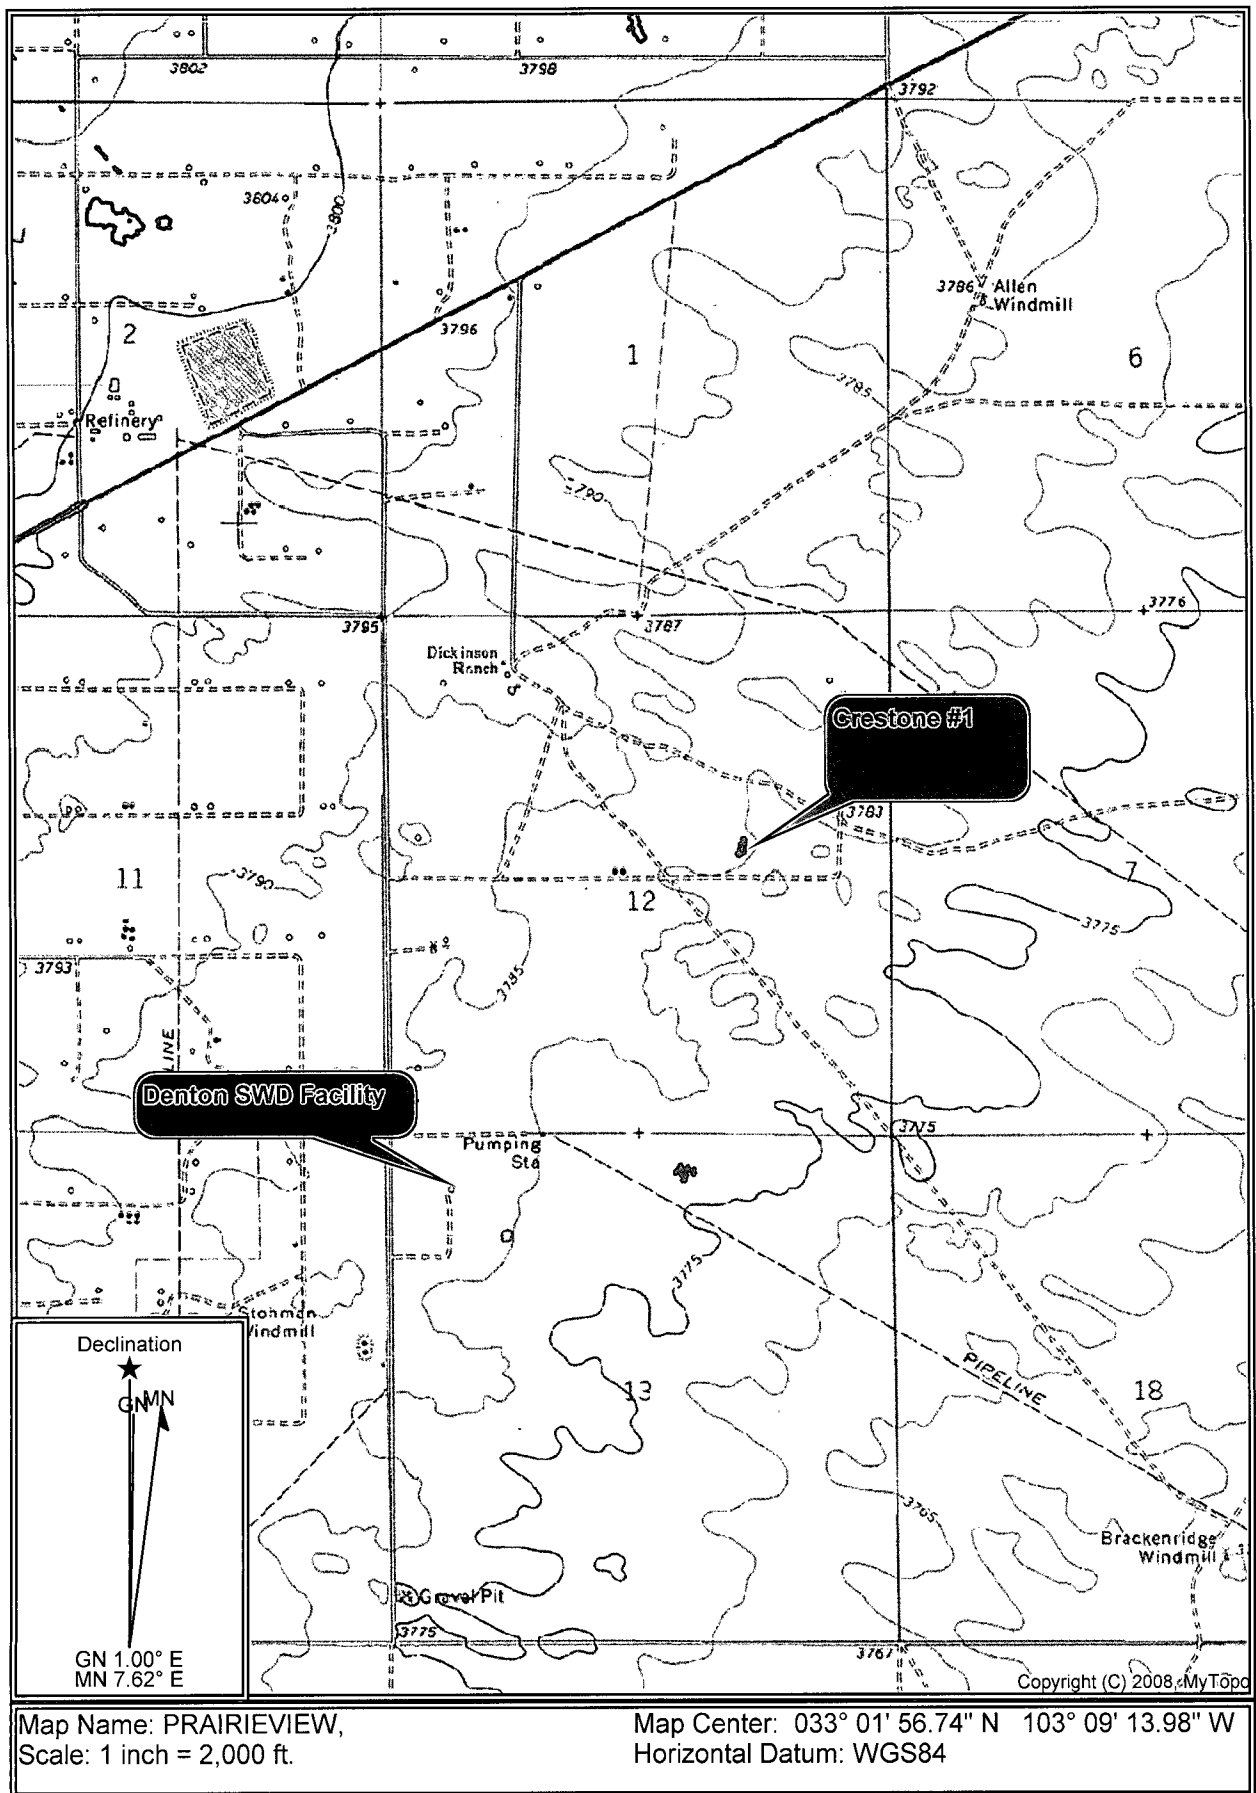 3802
3798
3792
3804
3800
3786
Allen
Windmill
3796
2
1
6
3785
Refinery
3790
3776
3795
3787
Dickinson
Ranch
Crestone #1
3783
11
3790
12
7
3775
3793
3785
LINE
Denton SWD Facility
3775
Pumping
Sta
3775
Windmill
Declination
GN
MN
13
PIPELINE
18
3765
Brackenridge
Windmill
Gravel Pit
3775
3767
GN 1.00° E
MN 7.62° E
Copyright (C) 2008, MyTopo
Map Name: PRAIRIEVIEW,
Scale: 1 inch = 2,000 ft.
Map Center: 033° 01' 56.74" N 103° 09' 13.98" W
Horizontal Datum: WGS84